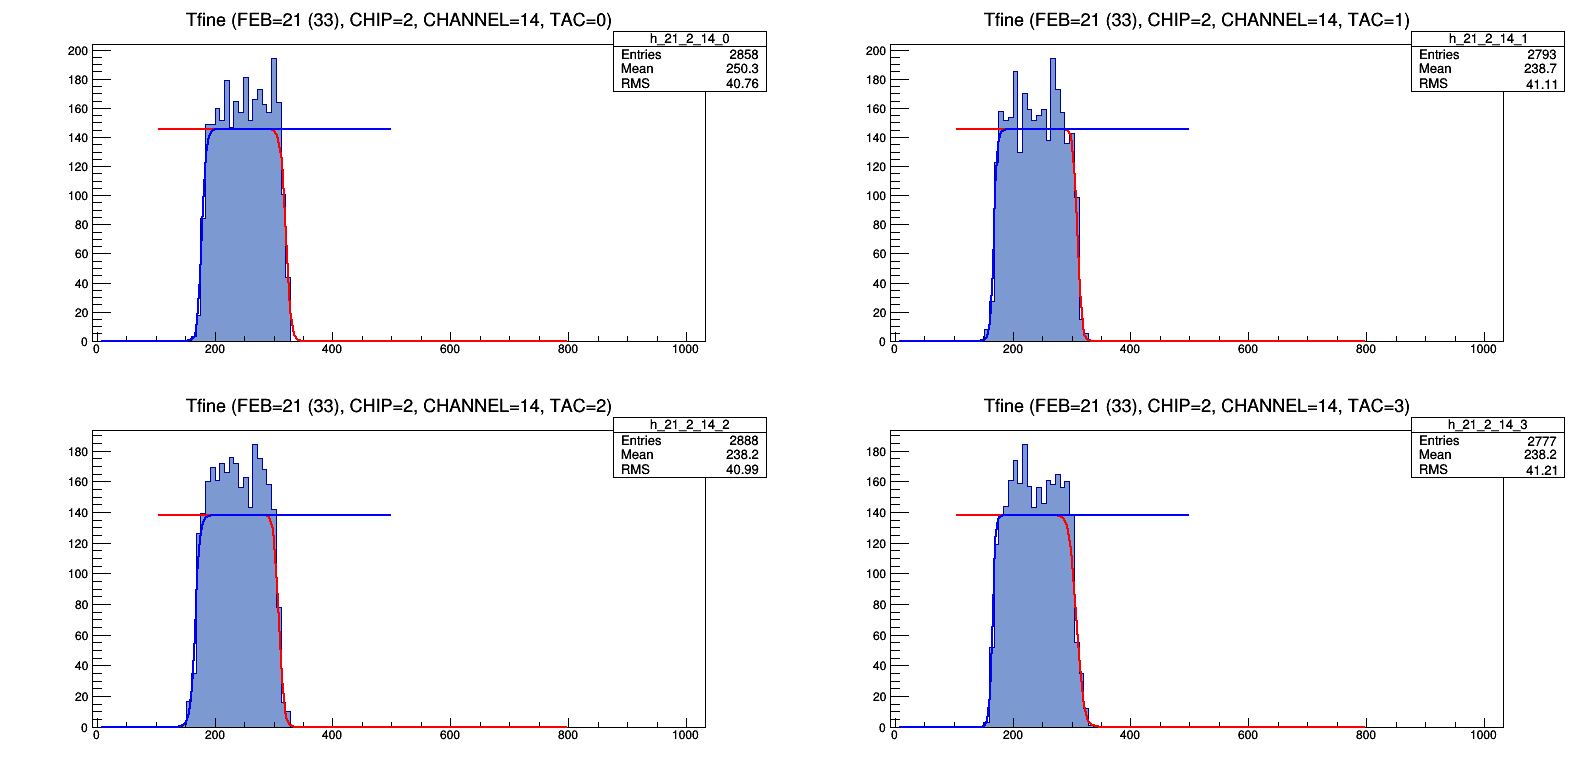 Tfine (FEB=21 (33), CHIP=2, CHANNEL=14, TAC=0)
h_21_2_14_0
Entries 2858
Mean 250.3
RMS 40.76
200
180
160
140
120
100
80
60
40
20
0
0 200 400 600 800 1000
Tfine (FEB=21 (33), CHIP=2, CHANNEL=14, TAC=1)
h_21_2_14_1
Entries 2793
Mean 238.7
RMS 41.11
200
180
160
140
120
100
80
60
40
20
0
0 200 400 600 800 1000
Tfine (FEB=21 (33), CHIP=2, CHANNEL=14, TAC=2)
h_21_2_14_2
Entries 2888
Mean 238.2
RMS 40.99
180
160
140
120
100
80
60
40
20
0
0 200 400 600 800 1000
Tfine (FEB=21 (33), CHIP=2, CHANNEL=14, TAC=3)
h_21_2_14_3
Entries 2777
Mean 238.2
RMS 41.21
180
160
140
120
100
80
60
40
20
0
0 200 400 600 800 1000